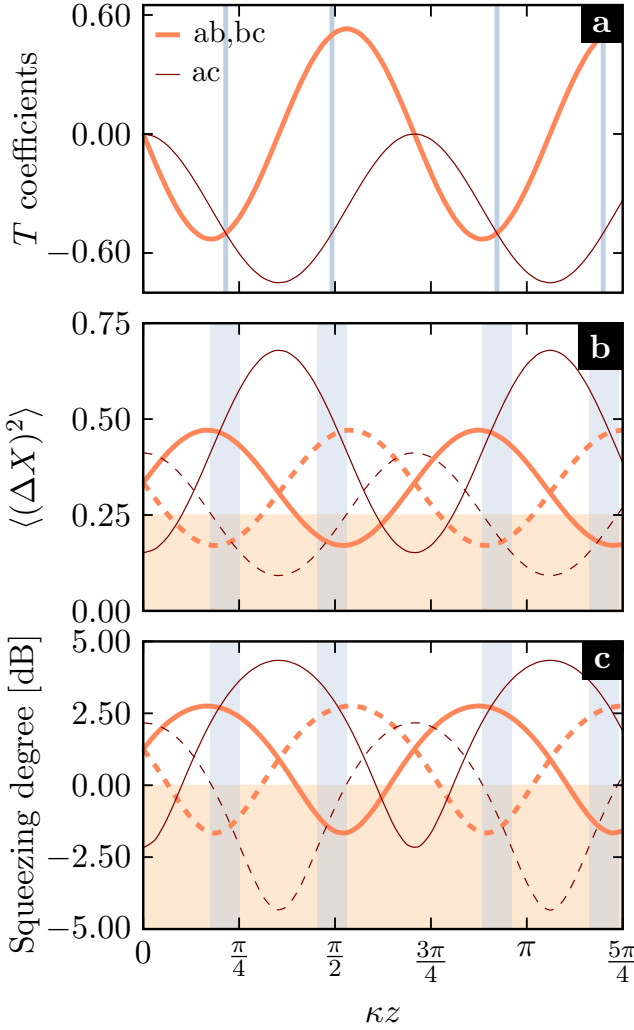 0.60
a
ab,bc
ac
0.00
−0.60
T coefficients
0.75
b
0.50
0.25
0.00
⟨(ΔX)²⟩
5.00
c
2.50
0.00
−2.50
−5.00
Squeezing degree [dB]
0 π/4 π/2 3π/4 π 5π/4
κz